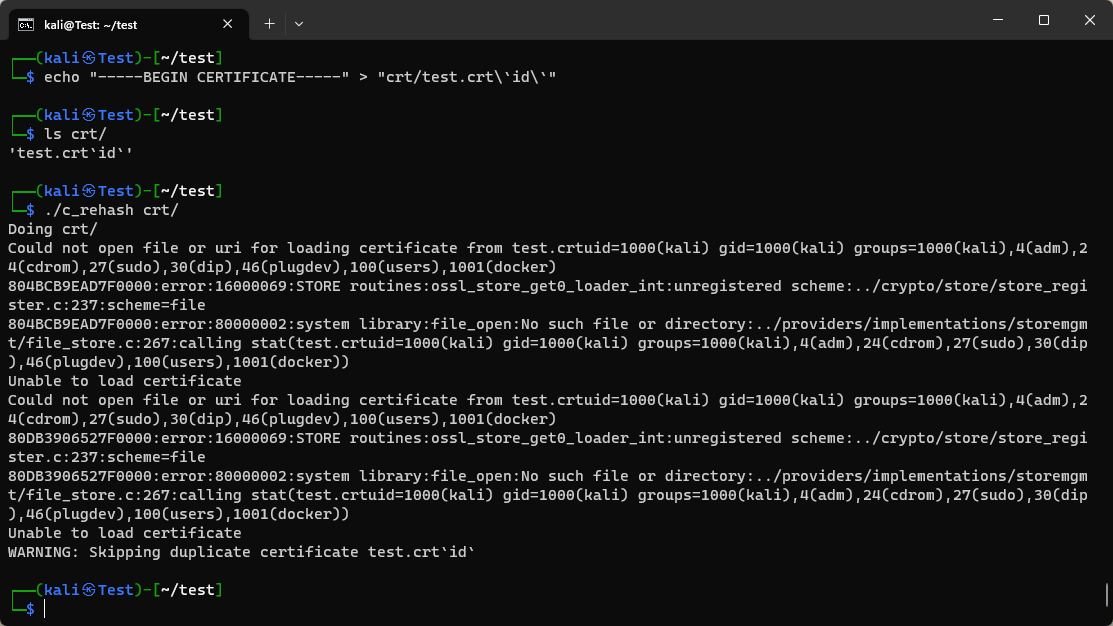 kali@Test: ~/test
┌──(kali㉿Test)-[~/test]
└─$ echo "-----BEGIN CERTIFICATE-----" > "crt/test.crt\`id\`"
┌──(kali㉿Test)-[~/test]
└─$ ls crt/
'test.crt`id`'
┌──(kali㉿Test)-[~/test]
└─$ ./c_rehash crt/
Doing crt/
Could not open file or uri for loading certificate from test.crtuid=1000(kali) gid=1000(kali) groups=1000(kali),4(adm),2
4(cdrom),27(sudo),30(dip),46(plugdev),100(users),1001(docker)
804BCB9EAD7F0000:error:16000069:STORE routines:ossl_store_get0_loader_int:unregistered scheme:../crypto/store/store_regi
ster.c:237:scheme=file
804BCB9EAD7F0000:error:80000002:system library:file_open:No such file or directory:../providers/implementations/storemgm
t/file_store.c:267:calling stat(test.crtuid=1000(kali) gid=1000(kali) groups=1000(kali),4(adm),24(cdrom),27(sudo),30(dip
),46(plugdev),100(users),1001(docker))
Unable to load certificate
Could not open file or uri for loading certificate from test.crtuid=1000(kali) gid=1000(kali) groups=1000(kali),4(adm),2
4(cdrom),27(sudo),30(dip),46(plugdev),100(users),1001(docker)
80DB3906527F0000:error:16000069:STORE routines:ossl_store_get0_loader_int:unregistered scheme:../crypto/store/store_regi
ster.c:237:scheme=file
80DB3906527F0000:error:80000002:system library:file_open:No such file or directory:../providers/implementations/storemgm
t/file_store.c:267:calling stat(test.crtuid=1000(kali) gid=1000(kali) groups=1000(kali),4(adm),24(cdrom),27(sudo),30(dip
),46(plugdev),100(users),1001(docker))
Unable to load certificate
WARNING: Skipping duplicate certificate test.crt`id`
┌──(kali㉿Test)-[~/test]
└─$